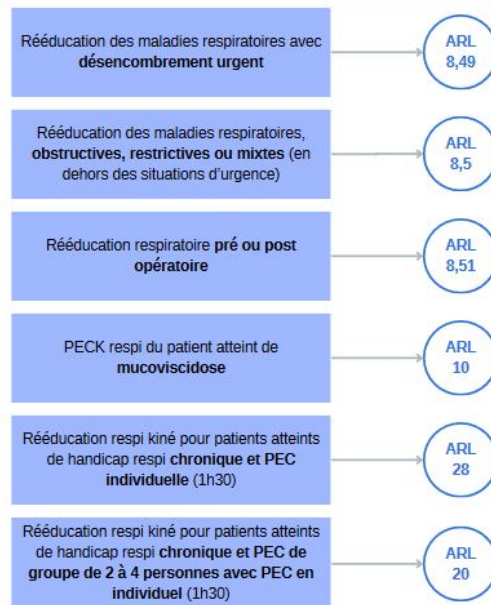 Rééducation des maladies respiratoires avec
désencombrement urgent
ARL
8,49
Rééducation des maladies respiratoires,
obstructives, restrictives ou mixtes (en
dehors des situations d'urgence)
ARL
8,5
Rééducation respiratoire pré ou post
opératoire
ARL
8,51
PECK respi du patient atteint de
mucoviscidose
ARL
10
Rééducation respi kiné pour patients atteints
de handicap respi chronique et PEC
individuelle (1h30)
ARL
28
Rééducation respi kiné pour patients atteints
de handicap respi chronique et PEC de
groupe de 2 à 4 personnes avec PEC en
individuel (1h30)
ARL
20